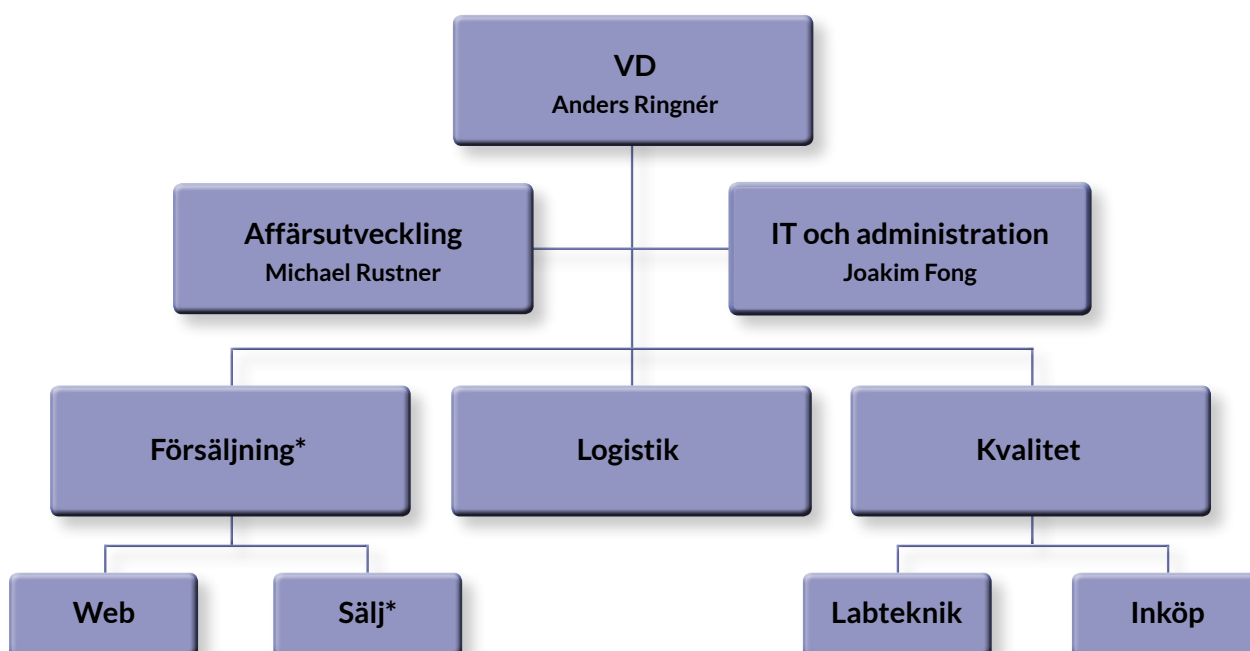 VD
Anders Ringnér
Affärsutveckling
Michael Rustner
IT och administration
Joakim Fong
Försäljning*
Logistik
Kvalitet
Web
Sälj*
Labteknik
Inköp